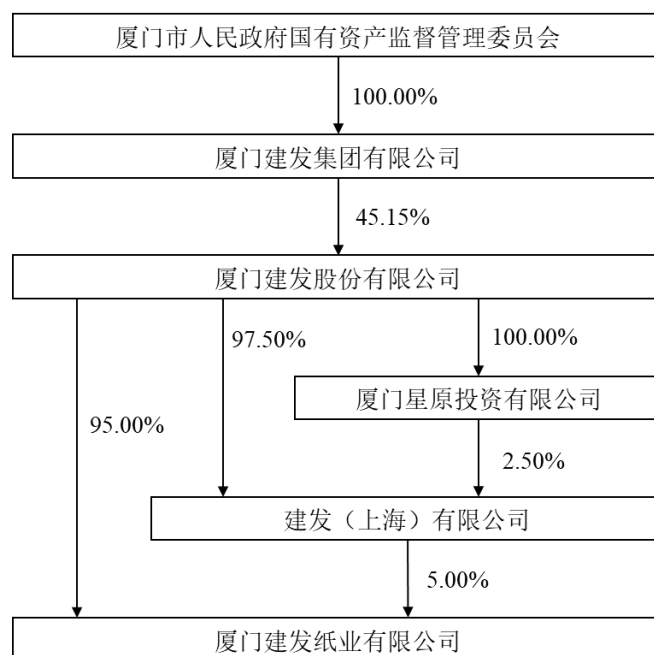 厦门市人民政府国有资产监督管理委员会
100.00%
厦门建发集团有限公司
45.15%
厦门建发股份有限公司
97.50%
100.00%
厦门星原投资有限公司
95.00%
2.50%
建发（上海）有限公司
5.00%
厦门建发纸业有限公司